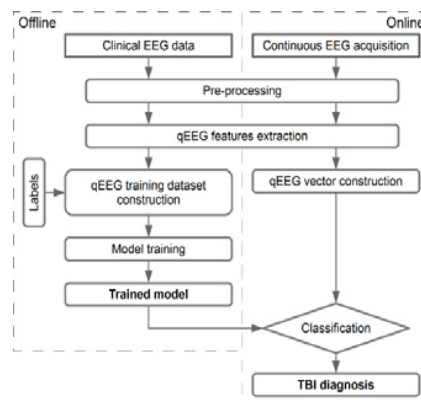 Offline
Online
Clinical EEG data
Continuous EEG acquisition
Pre-processing
qEEG features extraction
Labels
qEEG training dataset
construction
qEEG vector construction
Model training
Trained model
Classification
TBI diagnosis